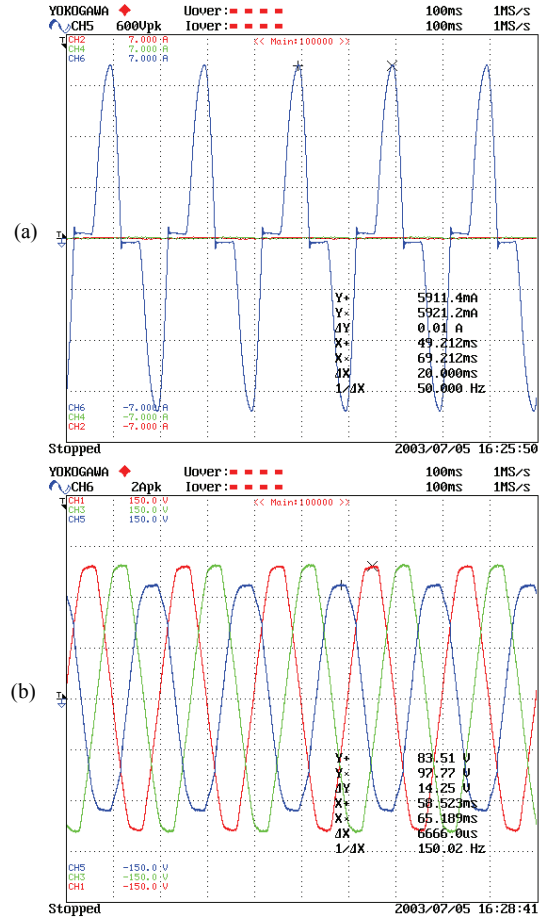 YOKOGAWA Uover: 100ms 1MS/s
CH5 600Vpk Iover: 100ms 1MS/s
CH2 7.000 A
CH4 7.000 A
CH6 7.000 A
<< Main:100000 >>
T
(a)
Y+ 5911.4mA
Y× 5921.2mA
ΔY 0.01 A
X+ 49.212ms
X× 69.212ms
ΔX 20.000ms
1/ΔX 50.000 Hz
CH6 -7.000 A
CH4 -7.000 A
CH2 -7.000 A
Stopped 2003/07/05 16:25:50
YOKOGAWA Uover: 100ms 1MS/s
CH6 2Apk Iover: 100ms 1MS/s
CH1 150.0 V
CH3 150.0 V
CH5 150.0 V
<< Main:100000 >>
T
(b)
Y+ 83.51 V
Y× 97.77 V
ΔY 14.25 V
X+ 58.523ms
X× 65.189ms
ΔX 6666.0us
1/ΔX 150.02 Hz
CH5 -150.0 V
CH3 -150.0 V
CH1 -150.0 V
Stopped 2003/07/05 16:28:41